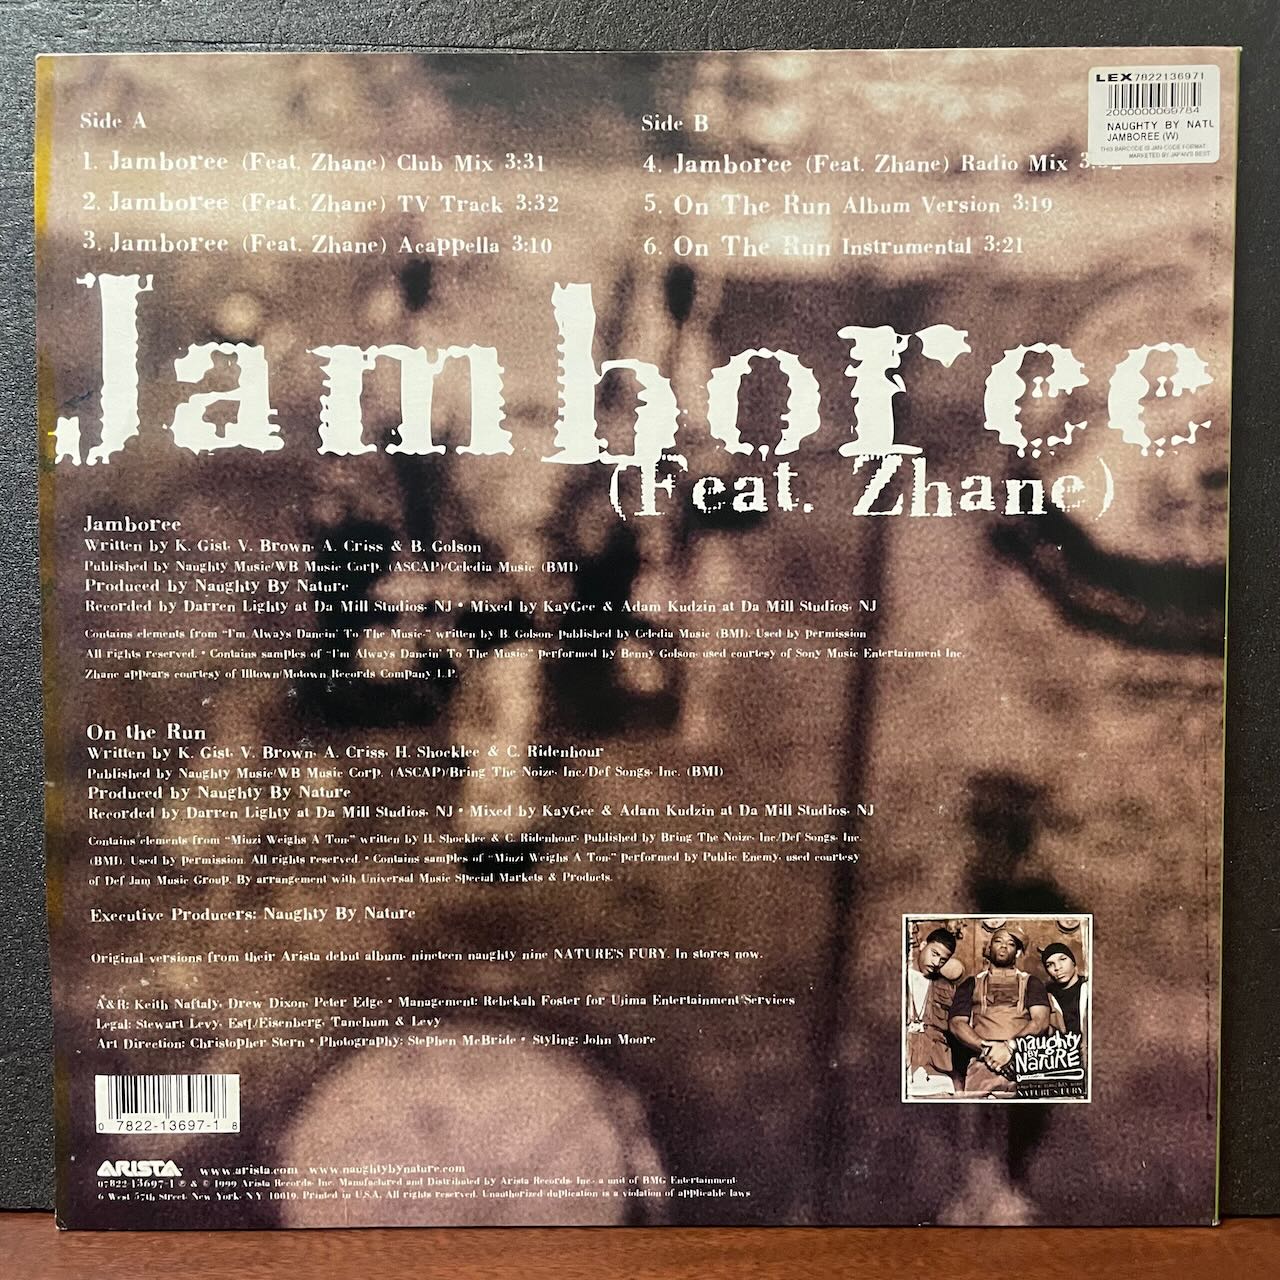 Side A
1. Jamboree (Feat. Zhane) Club Mix 3:31
2. Jamboree (Feat. Zhane) TV Track 3:32
3. Jamboree (Feat. Zhane) Acappella 3:10
Side B
4. Jamboree (Feat. Zhane) Radio Mix
5. On The Run Album Version 3:19
6. On The Run Instrumental 3:21
LEX7822136971
2000000069784
NAUGHTY BY NATU
JAMBOREE (W)
THIS BARCODE IS JAN-CODE FORMAT.
MARKETED BY JAPAN'S BEST
Jamboree
(Feat. Zhane)
Jamboree
Written by K. Gist, V. Brown, A. Criss & B. Golson
Published by Naughty Music/WB Music Corp. (ASCAP)/Celedia Music (BMI)
Produced by Naughty By Nature
Recorded by Darren Lighty at Da Mill Studios, NJ • Mixed by KayGee & Adam Kudzin at Da Mill Studios, NJ
Contains elements from "I'm Always Dancin' To The Music," written by B. Golson, published by Celedia Music (BMI). Used by permission
All rights reserved. • Contains samples of "I'm Always Dancin' To The Music," performed by Benny Golson, used courtesy of Sony Music Entertainment Inc.
Zhane appears courtesy of Illtown/Motown Records Company L.P.
On the Run
Written by K. Gist, V. Brown, A. Criss, H. Shocklee & C. Ridenhour
Published by Naughty Music/WB Music Corp. (ASCAP)/Bring The Noize, Inc./Def Songs, Inc. (BMI)
Produced by Naughty By Nature
Recorded by Darren Lighty at Da Mill Studios, NJ • Mixed by KayGee & Adam Kudzin at Da Mill Studios, NJ
Contains elements from "Miuzi Weighs A Ton," written by H. Shocklee & C. Ridenhour, published by Bring The Noize, Inc./Def Songs, Inc.
(BMI). Used by permission. All rights reserved. • Contains samples of "Miuzi Weighs A Ton," performed by Public Enemy, used courtesy
of Def Jam Music Group. By arrangement with Universal Music Special Markets & Products.
Executive Producers: Naughty By Nature
Original versions from their Arista debut album, nineteen naughty nine NATURE'S FURY. In stores now.
A&R: Keith Naftaly, Drew Dixon, Peter Edge • Management: Rebekah Foster for Ujima Entertainment Services
Legal: Stewart Levy, Esq./Eisenberg, Tanchum & Levy
Art Direction: Christopher Stern • Photography: Stephen McBride • Styling: John Moore
naughty
BY
NATURE
nineteen naughty nine
NATURE'S FURY
0 7822-13697-1 8
ARISTA www.arista.com www.naughtybynature.com
07822-13697-1 ℗ & © 1999 Arista Records, Inc. Manufactured and Distributed by Arista Records, Inc., a unit of BMG Entertainment
6 West 57th Street, New York, NY 10019. Printed in U.S.A. All rights reserved. Unauthorized duplication is a violation of applicable laws